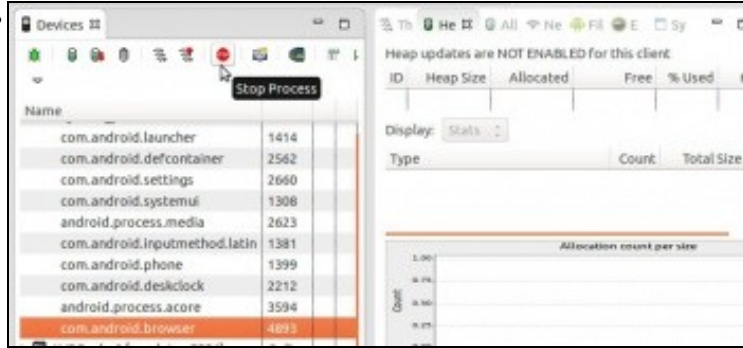 Devices
Stop Process
Name
com.android.launcher 1414
com.android.defcontainer 2562
com.android.settings 2660
com.android.systemui 1308
android.process.media 2623
com.android.inputmethod.latin 1381
com.android.phone 1399
com.android.deskclock 2212
android.process.acore 3594
com.android.browser 4893
Th He All Ne Fil E Sy
Heap updates are NOT ENABLED for this client
ID Heap Size Allocated Free % Used
Display: Stats
Type Count Total Size
Allocation count per size
Count
1.00
0.75
0.50
0.25